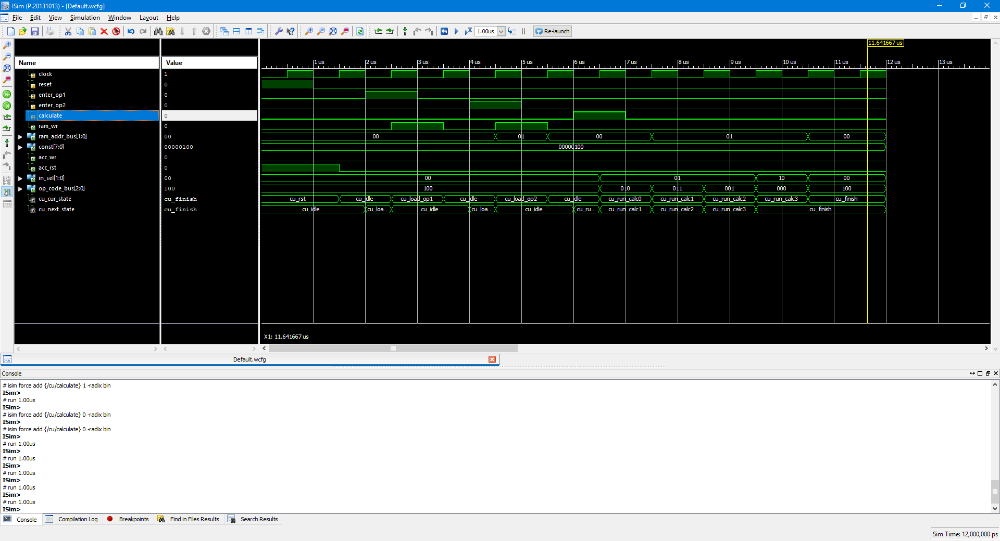 ISim (P.20131013) - [Default.wcfg]
File Edit View Simulation Window Layout Help
1.00us Re-launch
11.641667 us
Name Value
1 us 2 us 3 us 4 us 5 us 6 us 7 us 8 us 9 us 10 us 11 us 12 us 13 us
clock 1
reset 0
enter_op1 0
enter_op2 0
calculate 0
ram_wr 0
ram_addr_bus[1:0] 00 00 01 00 01 00
const[7:0] 00000100 00000100
acc_wr 0
acc_rst 0
in_sel[1:0] 00 00 01 10 00
op_code_bus[2:0] 100 100 010 011 001 000 100
cu_cur_state cu_finish cu_rst cu_idle cu_load_op1 cu_idle cu_load_op2 cu_idle cu_run_calc0 cu_run_calc1 cu_run_calc2 cu_run_calc3 cu_finish
cu_next_state cu_finish cu_idle cu_loa... cu_idle cu_loa... cu_idle cu_ru... cu_run_calc1 cu_run_calc2 cu_run_calc3 cu_finish
X1: 11.641667 us
Default.wcfg
Console
# isim force add {/cu/calculate} 1 -radix bin
ISim>
# run 1.00us
ISim>
# isim force add {/cu/calculate} 0 -radix bin
ISim>
# isim force add {/cu/calculate} 0 -radix bin
ISim>
# run 1.00us
ISim>
# run 1.00us
ISim>
# run 1.00us
ISim>
# run 1.00us
ISim>
# run 1.00us
ISim>
Console Compilation Log Breakpoints Find in Files Results Search Results
Sim Time: 12,000,000 ps